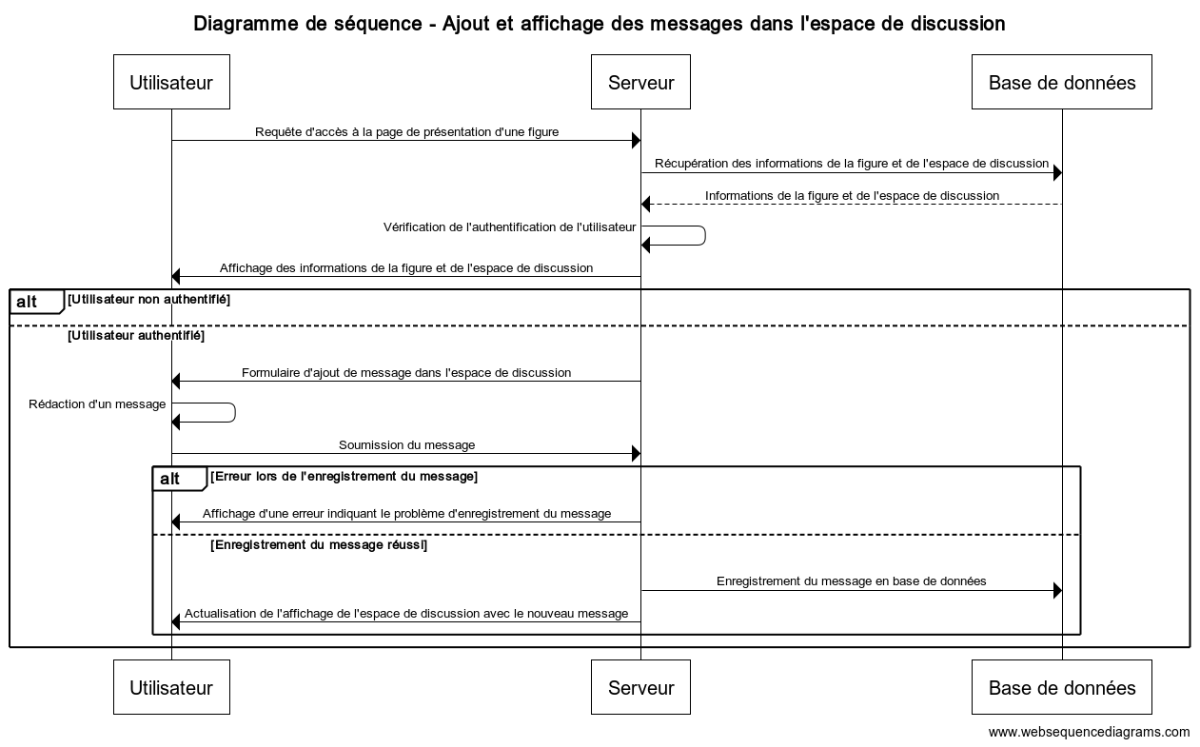 Diagramme de séquence - Ajout et affichage des messages dans l'espace de discussion
Utilisateur
Serveur
Base de données
Requête d'accès à la page de présentation d'une figure
Récupération des informations de la figure et de l'espace de discussion
Informations de la figure et de l'espace de discussion
Vérification de l'authentification de l'utilisateur
Affichage des informations de la figure et de l'espace de discussion
alt [Utilisateur non authentifié]
[Utilisateur authentifié]
Formulaire d'ajout de message dans l'espace de discussion
Rédaction d'un message
Soumission du message
alt [Erreur lors de l'enregistrement du message]
Affichage d'une erreur indiquant le problème d'enregistrement du message
[Enregistrement du message réussi]
Enregistrement du message en base de données
Actualisation de l'affichage de l'espace de discussion avec le nouveau message
Utilisateur
Serveur
Base de données
www.websequencediagrams.com